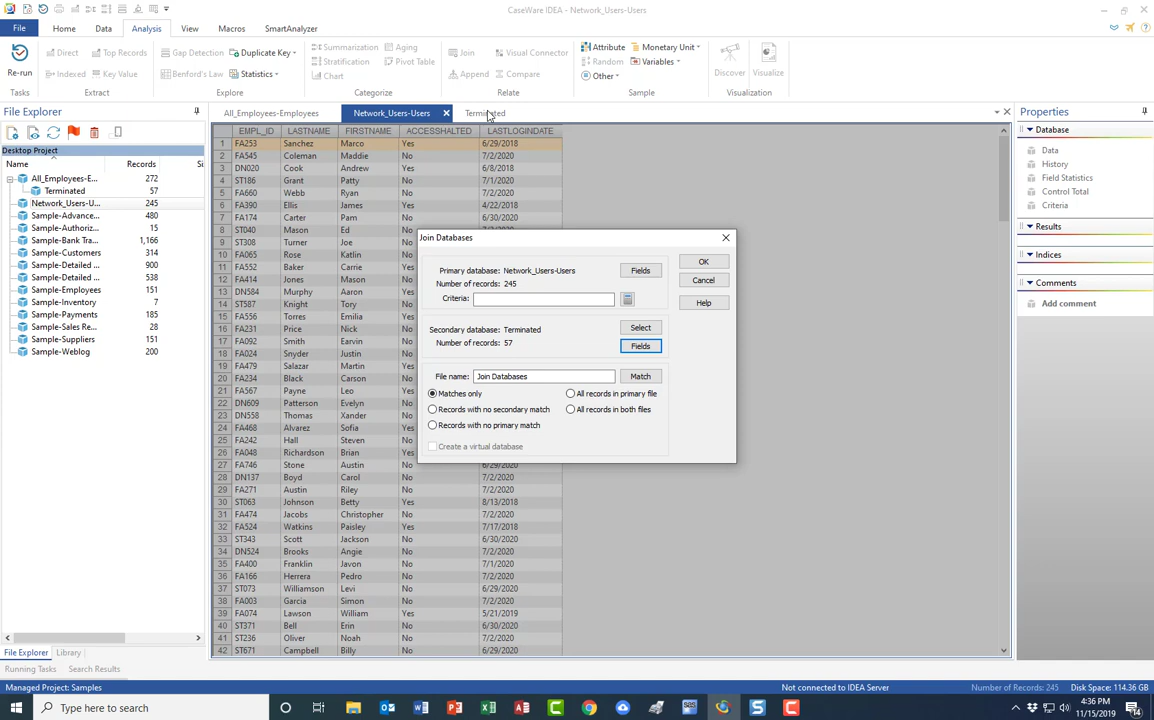 CaseWare IDEA - Network_Users-Users
File Home Data Analysis View Macros SmartAnalyzer
Re-run Direct Top Records Gap Detection Duplicate Key Summarization Aging Join Visual Connector Attribute Monetary Unit Discover Visualize
Stratification Pivot Table Random Variables
Indexed Key Value Benford's Law Statistics Chart Append Compare Other
Tasks Extract Explore Categorize Relate Sample Visualization
File Explorer
All_Employees-Employees Network_Users-Users Terminated
Properties
Desktop Project
Name Records Si
All_Employees-E... 272
Terminated 57
Network_Users-U... 245
Sample-Advance... 480
Sample-Authoriz... 15
Sample-Bank Tra... 1,166
Sample-Customers 314
Sample-Detailed ... 900
Sample-Detailed ... 538
Sample-Employees 151
Sample-Inventory 7
Sample-Payments 185
Sample-Sales Re... 28
Sample-Suppliers 151
Sample-Weblog 200
File Explorer Library
Running Tasks Search Results
EMPL_ID LASTNAME FIRSTNAME ACCESSHALTED LASTLOGINDATE
1 FA253 Sanchez Marco Yes 6/29/2018
2 FA545 Coleman Maddie No 7/2/2020
3 DN020 Cook Andrew Yes 6/8/2018
4 ST186 Grant Patty No 7/1/2020
5 FA660 Webb Ryan No 7/2/2020
6 FA390 Ellis James Yes 4/22/2018
7 FA174 Carter Pam No 6/30/2020
8 ST040 Mason Ed No
9 ST308 Turner Joe No
10 FA065 Rose Katlin No
11 FA552 Baker Carrie Yes
12 FA414 Jones Mason No
13 DN584 Murphy Aaron Yes
14 ST587 Knight Tory No
15 FA556 Torres Emilia Yes
16 FA231 Price Nick No
17 FA092 Smith Earvin No
18 FA024 Snyder Justin No
19 FA479 Salazar Martin Yes
20 FA234 Black Carson No
21 FA567 Payne Leo Yes
22 DN609 Patterson Evelyn No
23 DN558 Thomas Xander No
24 FA468 Alvarez Sofia Yes
25 FA242 Hall Steven No
26 FA048 Richardson Brian Yes
27 FA746 Stone Austin No 6/29/2020
28 DN137 Boyd Carol No 7/2/2020
29 FA271 Austin Riley No 7/2/2020
30 ST063 Johnson Betty Yes 8/13/2018
31 FA474 Jacobs Christopher No 7/2/2020
32 FA524 Watkins Paisley Yes 7/17/2018
33 ST343 Scott Jackson No 6/30/2020
34 DN524 Brooks Angie No 7/2/2020
35 FA400 Franklin Javon No 7/1/2020
36 FA166 Herrera Pedro No 7/2/2020
37 ST073 Williamson Levi No 6/29/2020
38 FA003 Garcia Simon No 7/2/2020
39 FA074 Lawson William Yes 5/21/2019
40 ST371 Bell Erin No 6/30/2020
41 ST236 Oliver Noah No 7/2/2020
42 ST671 Campbell Billy No 6/29/2020
Join Databases
Primary database: Network_Users-Users Fields
Number of records: 245
Criteria:
Secondary database: Terminated Select
Number of records: 57 Fields
File name: Join Databases Match
Matches only All records in primary file
Records with no secondary match All records in both files
Records with no primary match
Create a virtual database
OK
Cancel
Help
Database
Data
History
Field Statistics
Control Total
Criteria
Results
Indices
Comments
Add comment
Managed Project: Samples Not connected to IDEA Server Number of Records: 245 Disk Space: 114.36 GB
Type here to search
4:36 PM
11/15/2019
14